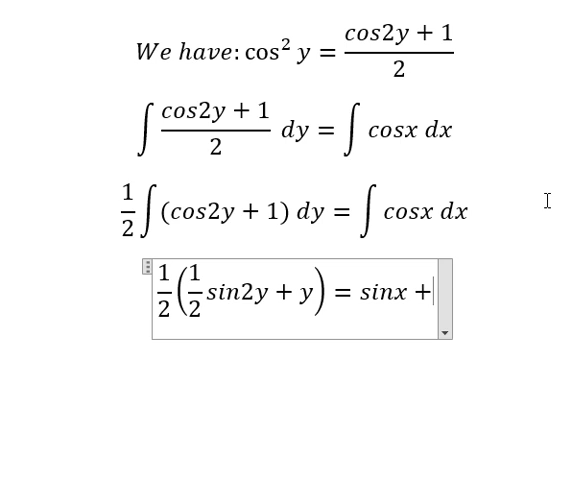 We have: cos² y = (cos2y + 1)/2
∫ (cos2y + 1)/2 dy = ∫ cosx dx
1/2 ∫ (cos2y + 1) dy = ∫ cosx dx
1/2 (1/2 sin2y + y) = sinx +